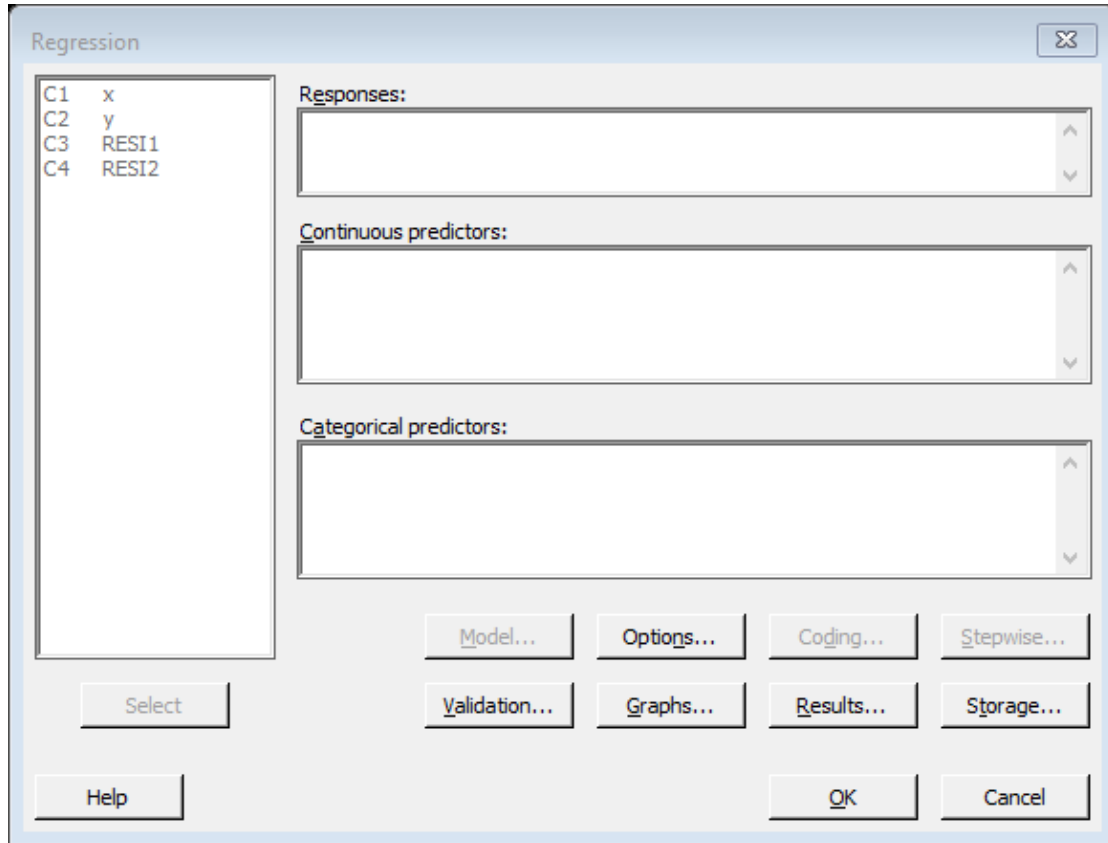 Regression
C1 x
C2 y
C3 RESI1
C4 RESI2
Responses:
Continuous predictors:
Categorical predictors:
Model... Options... Coding... Stepwise...
Select Validation... Graphs... Results... Storage...
Help OK Cancel